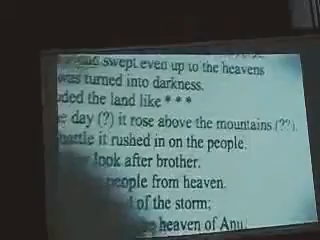 swept even up to the heavens
was turned into darkness.
the land like * * *
day (?) it rose above the mountains (??).
it rushed in on the people.
look after brother.
people from heaven.
of the storm;
heaven of Anu.